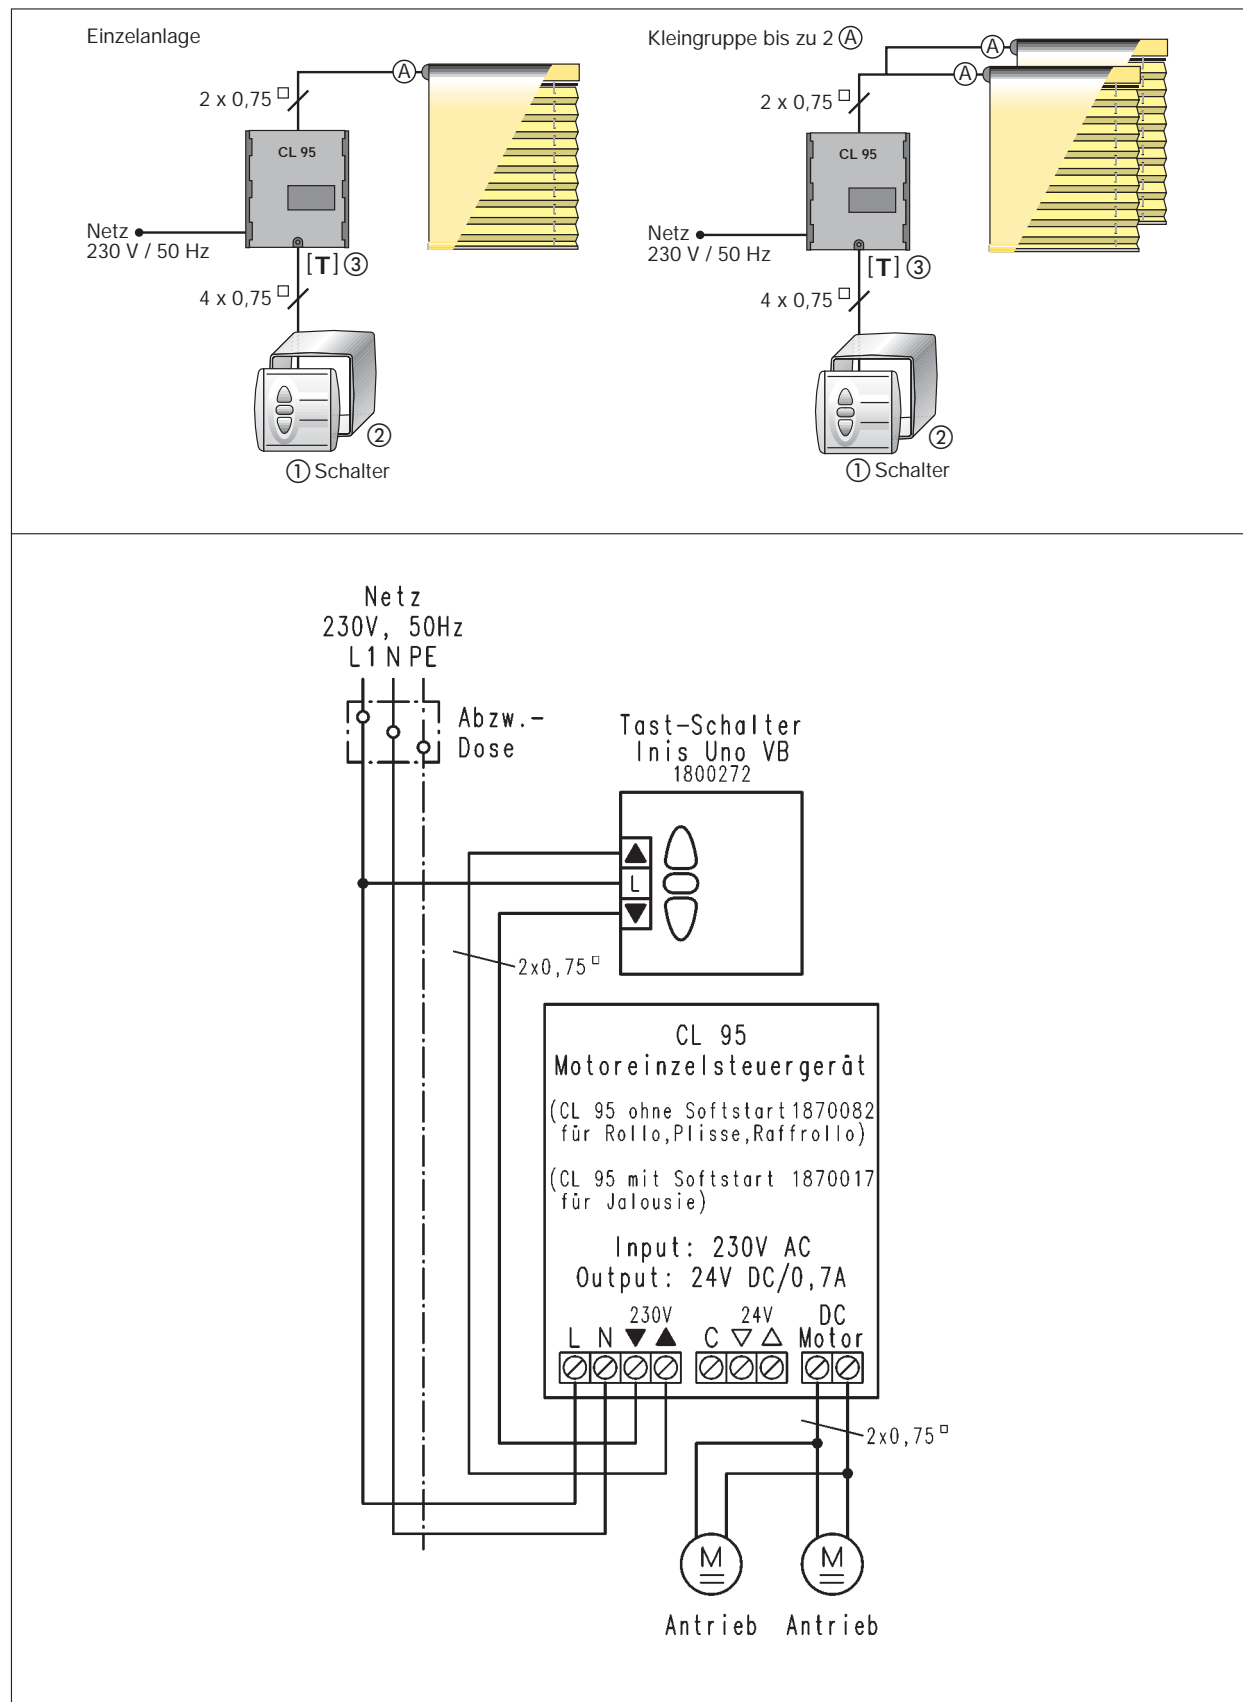 Einzelanlage
A
2 x 0,75 □
CL 95
Netz
230 V / 50 Hz
[T] ③
4 x 0,75 □
②
① Schalter
Kleingruppe bis zu 2 Ⓐ
A
A
2 x 0,75 □
CL 95
Netz
230 V / 50 Hz
[T] ③
4 x 0,75 □
②
① Schalter
Netz
230V, 50Hz
L1 N PE
Abzw.-
Dose
Tast-Schalter
Inis Uno VB
1800272
▲
L
▼
2x0,75 □
CL 95
Motoreinzelsteuergerät
(CL 95 ohne Softstart 1870082
für Rollo,Plisse,Raffrollo)
(CL 95 mit Softstart 1870017
für Jalousie)
Input: 230V AC
Output: 24V DC/0,7A
230V 24V DC
L N ▼ ▲ C ▽ △ Motor
2x0,75 □
M M
Antrieb Antrieb